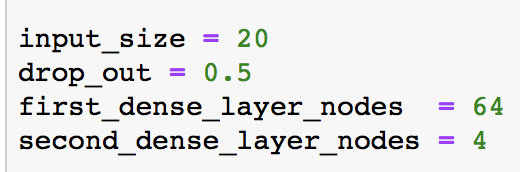 input_size = 20
drop_out = 0.5
first_dense_layer_nodes  = 64
second_dense_layer_nodes = 4